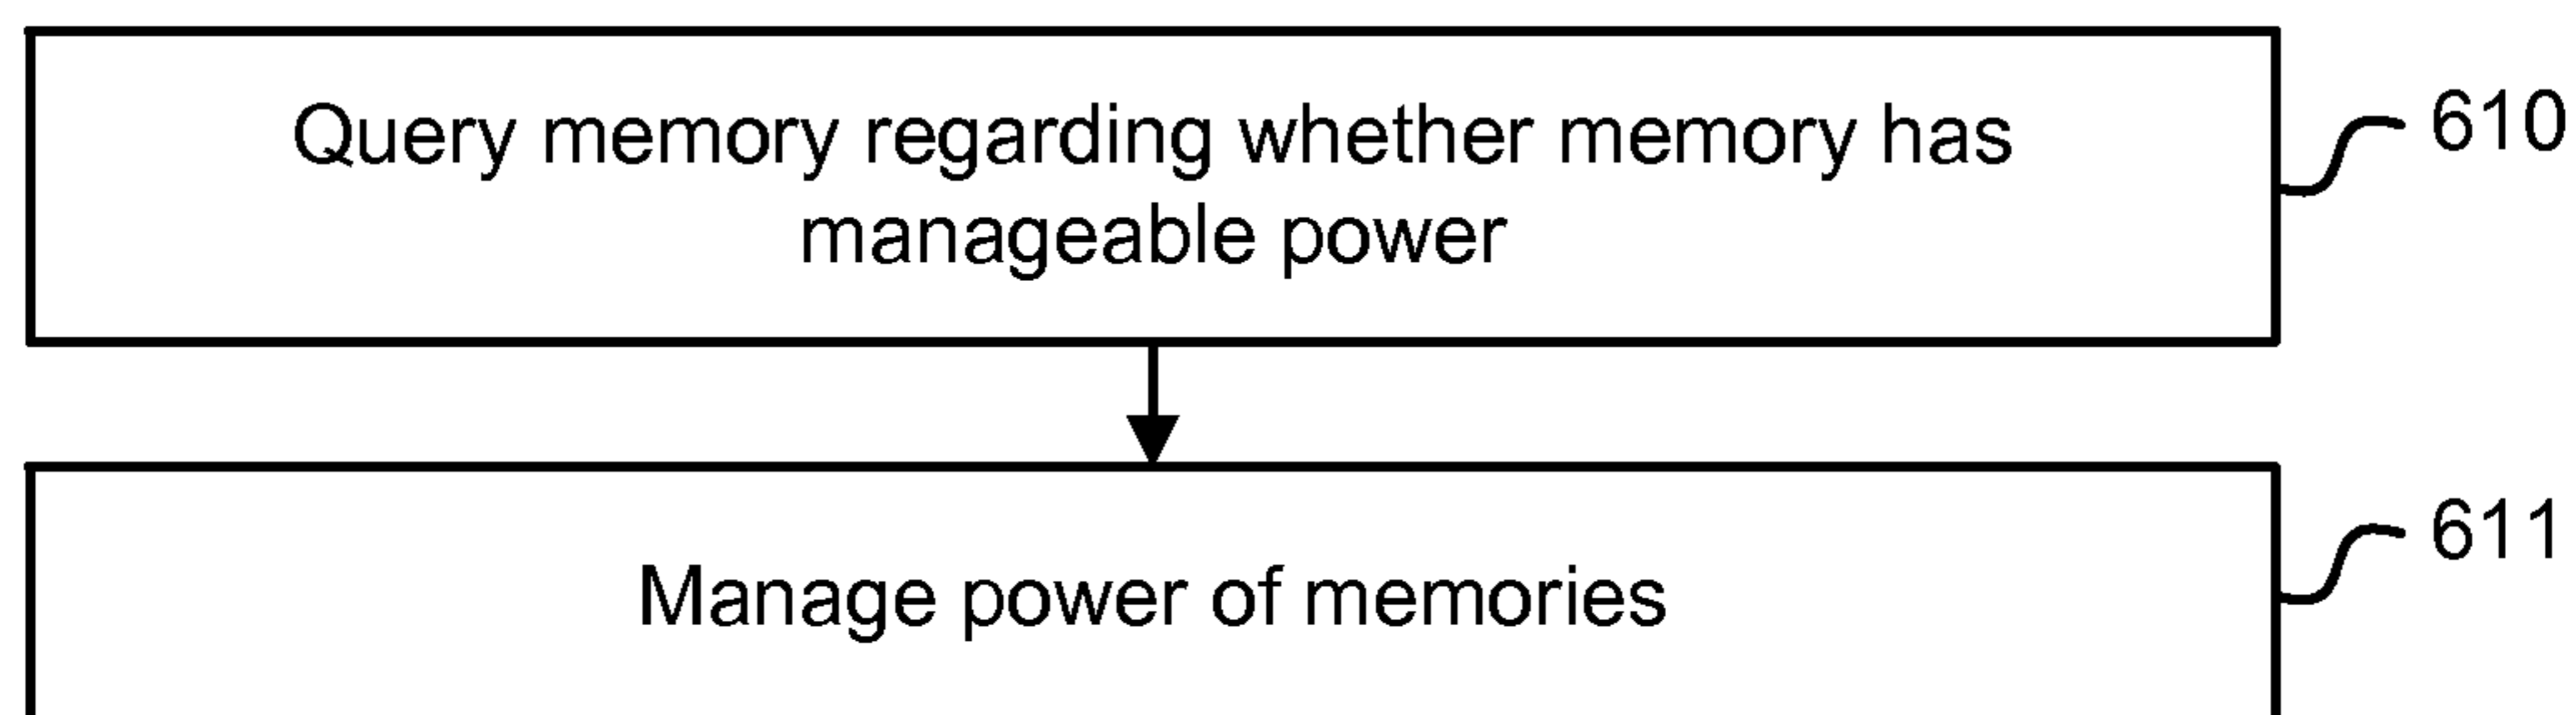 Query memory regarding whether memory has
manageable power
610
Manage power of memories
611